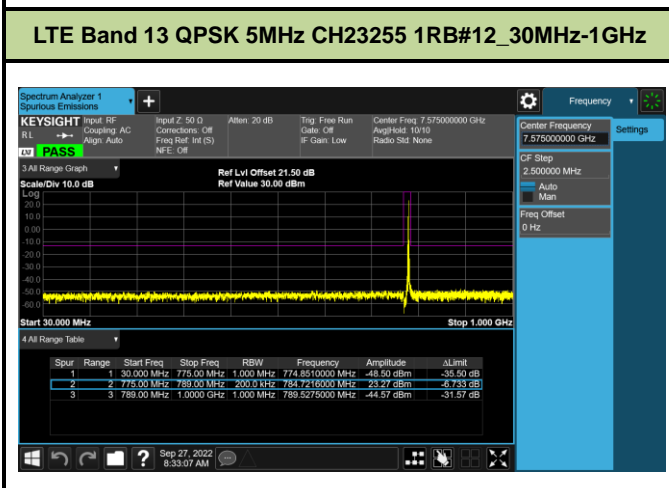 LTE Band 13 QPSK 5MHz CH23255 1RB#12_30MHz-1GHz
Spectrum Analyzer 1
Spurious Emissions
Frequency
KEYSIGHT Input: RF Input Z: 50 Ω Atten: 20 dB Trig: Free Run Center Freq: 7.575000000 GHz
R L Coupling: AC Corrections: Off Gate: Off Avg|Hold: 10/10
Align: Auto Freq Ref: Int (S) IF Gain: Low Radio Std: None
LXI PASS NFE: Off
Center Frequency
7.575000000 GHz
Settings
CF Step
2.500000 MHz
Auto
Man
Freq Offset
0 Hz
3 All Range Graph
Ref Lvl Offset 21.50 dB
Scale/Div 10.0 dB Ref Value 30.00 dBm
Log
20.0
10.0
0.00
-10.0
-20.0
-30.0
-40.0
-50.0
-60.0
Start 30.000 MHz Stop 1.000 GHz
4 All Range Table
Spur Range Start Freq Stop Freq RBW Frequency Amplitude ΔLimit
1 1 30.000 MHz 775.00 MHz 1.000 MHz 774.8510000 MHz -48.50 dBm -35.50 dB
2 2 775.00 MHz 789.00 MHz 200.0 kHz 784.7216000 MHz 23.27 dBm -6.733 dB
3 3 789.00 MHz 1.0000 GHz 1.000 MHz 789.5275000 MHz -44.57 dBm -31.57 dB
Sep 27, 2022
8:33:07 AM